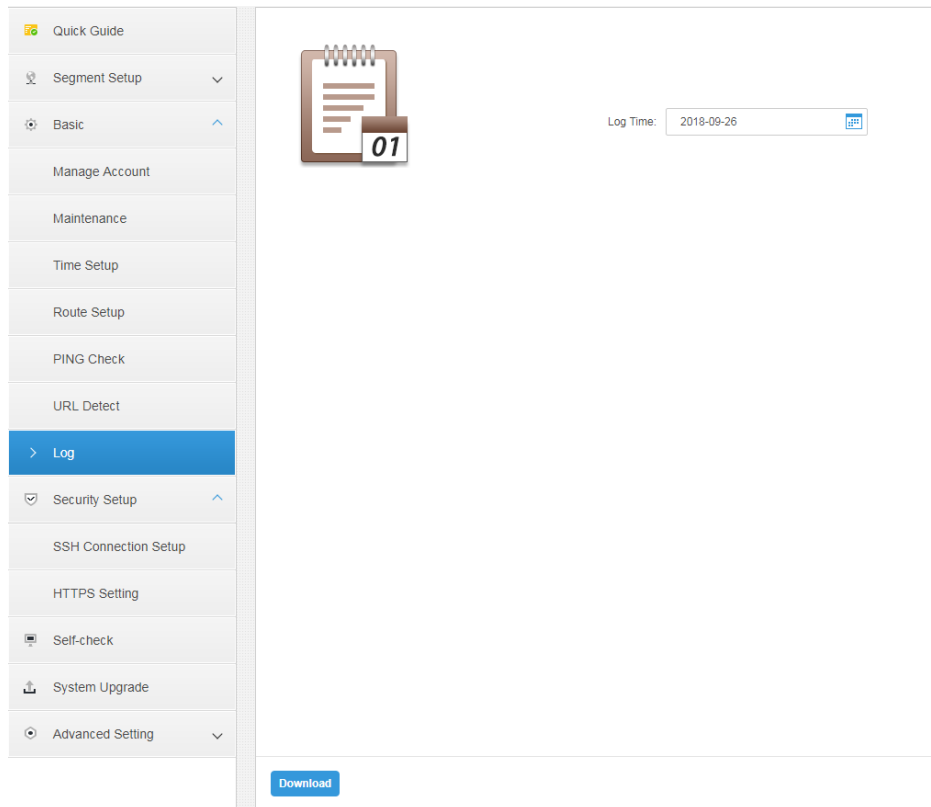 Quick Guide
Segment Setup
Basic
Manage Account
Maintenance
Time Setup
Route Setup
PING Check
URL Detect
Log
Security Setup
SSH Connection Setup
HTTPS Setting
Self-check
System Upgrade
Advanced Setting
01
Log Time: 2018-09-26
Download